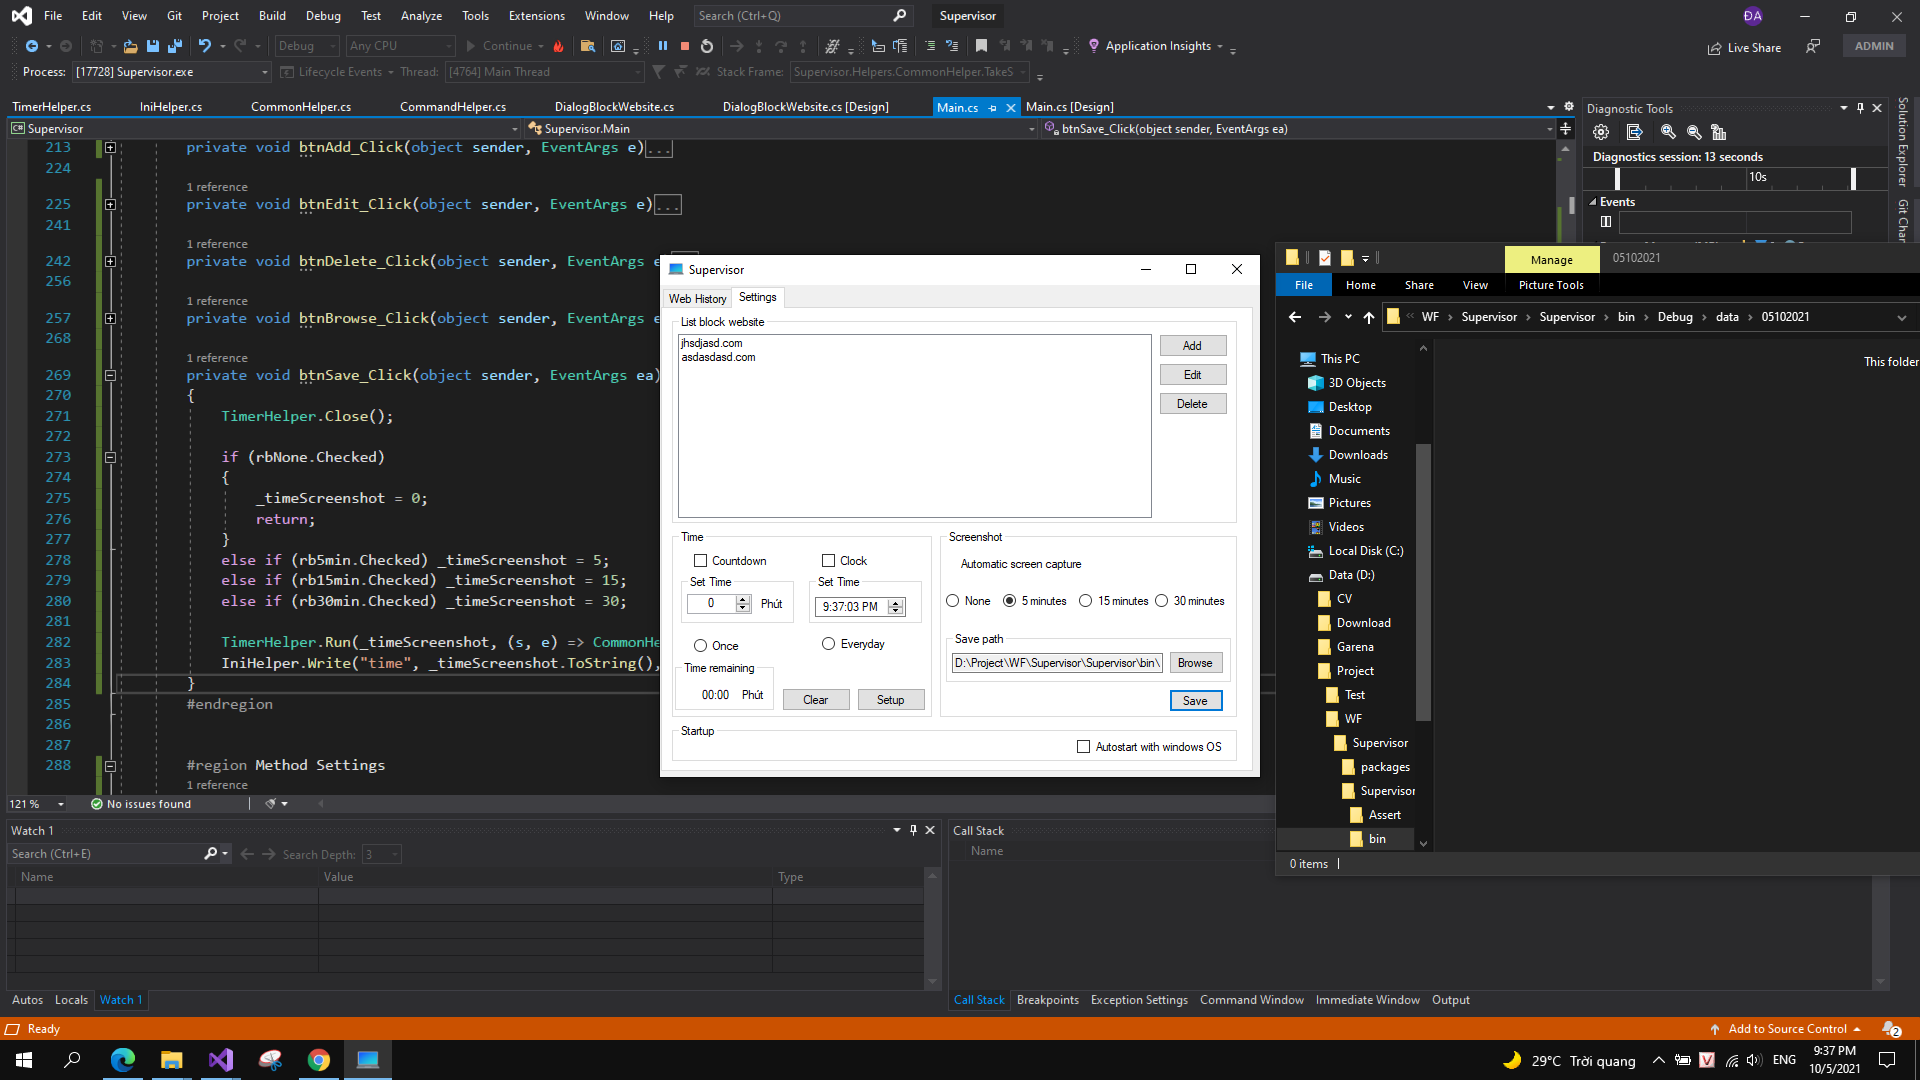 File Edit View Git Project Build Debug Test Analyze Tools Extensions Window Help Search (Ctrl+Q) Supervisor ĐA
Debug Any CPU Continue Application Insights Live Share ADMIN
Process: [17728] Supervisor.exe Lifecycle Events Thread: [4764] Main Thread Stack Frame: Supervisor.Helpers.CommonHelper.TakeS
TimerHelper.cs IniHelper.cs CommonHelper.cs CommandHelper.cs DialogBlockWebsite.cs DialogBlockWebsite.cs [Design] Main.cs Main.cs [Design]
Supervisor Supervisor.Main btnSave_Click(object sender, EventArgs ea)
213 private void btnAdd_Click(object sender, EventArgs e)...
224
1 reference
225 private void btnEdit_Click(object sender, EventArgs e)...
241
1 reference
242 private void btnDelete_Click(object sender, EventArgs e
256
1 reference
257 private void btnBrowse_Click(object sender, EventArgs e
268
1 reference
269 private void btnSave_Click(object sender, EventArgs ea)
270 {
271 TimerHelper.Close();
272
273 if (rbNone.Checked)
274 {
275 _timeScreenshot = 0;
276 return;
277 }
278 else if (rb5min.Checked) _timeScreenshot = 5;
279 else if (rb15min.Checked) _timeScreenshot = 15;
280 else if (rb30min.Checked) _timeScreenshot = 30;
281
282 TimerHelper.Run(_timeScreenshot, (s, e) => CommonHe
283 IniHelper.Write("time", _timeScreenshot.ToString(),
284 }
285 #endregion
286
287
288 #region Method Settings
1 reference
121 % No issues found
Supervisor
Web History Settings
List block website
jhsdjasd.com
asdasdasd.com
Add
Edit
Delete
Time
Countdown Clock
Set Time Set Time
0 Phút 9:37:03 PM
Once Everyday
Time remaining
00:00 Phút Clear Setup
Screenshot
Automatic screen capture
None 5 minutes 15 minutes 30 minutes
Save path
D:\Project\WF\Supervisor\Supervisor\bin\ Browse
Save
Startup
Autostart with windows OS
Diagnostic Tools
Diagnostics session: 13 seconds
10s
Events
Solution Explorer
Git Chan
Manage 05102021
File Home Share View Picture Tools
« WF › Supervisor › Supervisor › bin › Debug › data › 05102021
This folder
This PC
3D Objects
Desktop
Documents
Downloads
Music
Pictures
Videos
Local Disk (C:)
Data (D:)
CV
Download
Garena
Project
Test
WF
Supervisor
packages
Supervisor
Assert
bin
0 items
Watch 1
Search (Ctrl+E) Search Depth: 3
Name Value Type
Autos Locals Watch 1
Call Stack
Name
Call Stack Breakpoints Exception Settings Command Window Immediate Window Output
Ready Add to Source Control 2
29°C Trời quang ENG 9:37 PM
10/5/2021